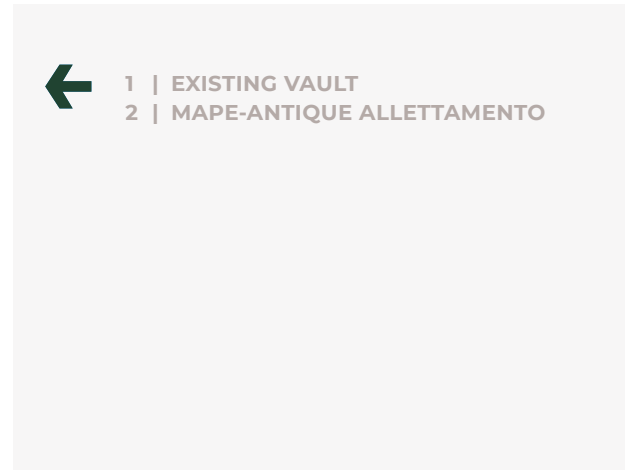 1 | EXISTING VAULT
2 | MAPE-ANTIQUE ALLETTAMENTO